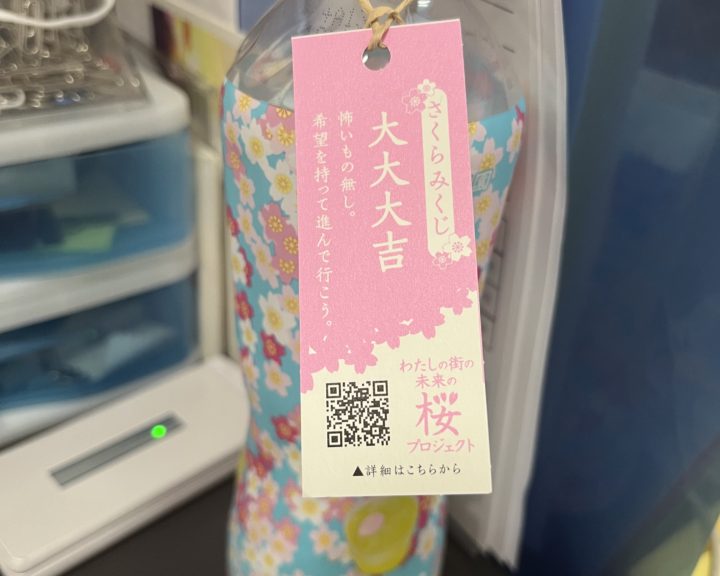 さくらみくじ
大大大吉
怖いもの無し。
希望を持って進んで行こう。
わたしの街の
未来の
桜
プロジェクト
▲詳細はこちらから